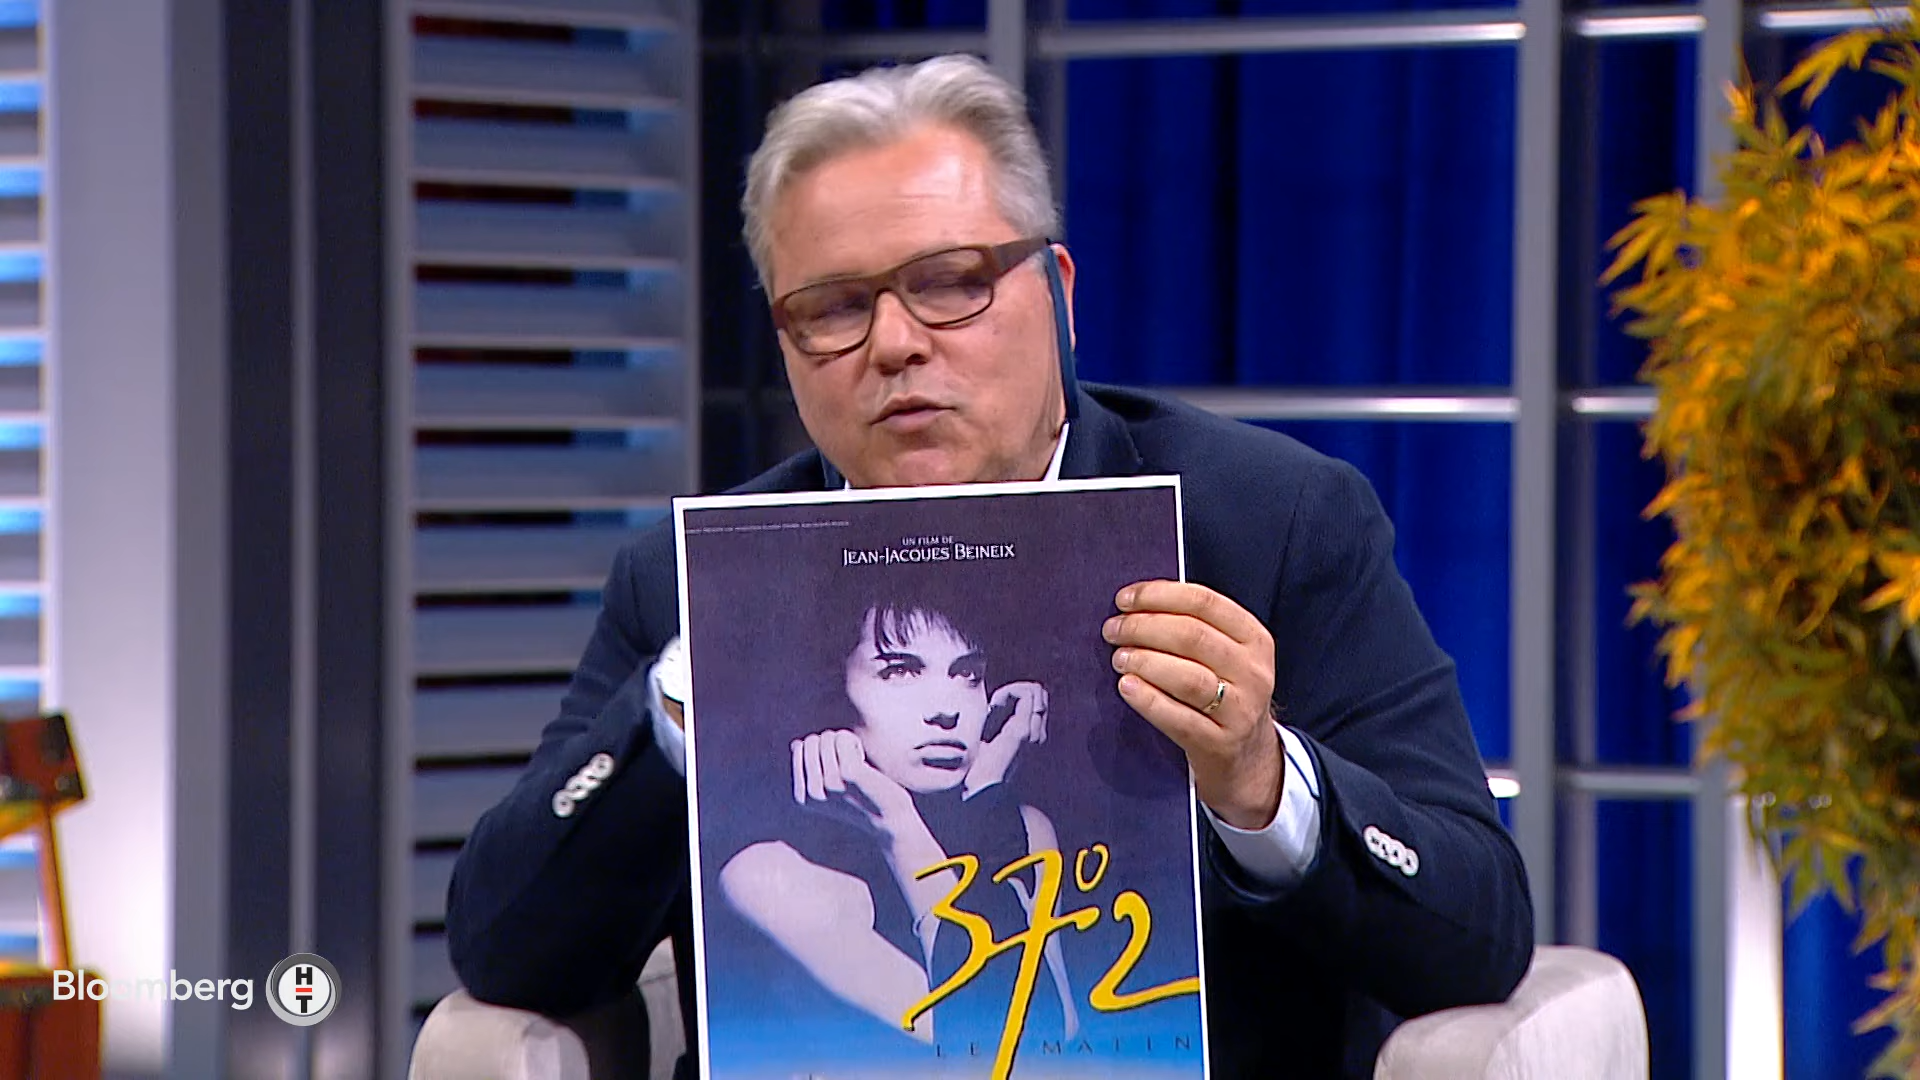 UN FILM DE
JEAN-JACQUES BEINEIX
37°2
LE MATIN
Bloomberg HT